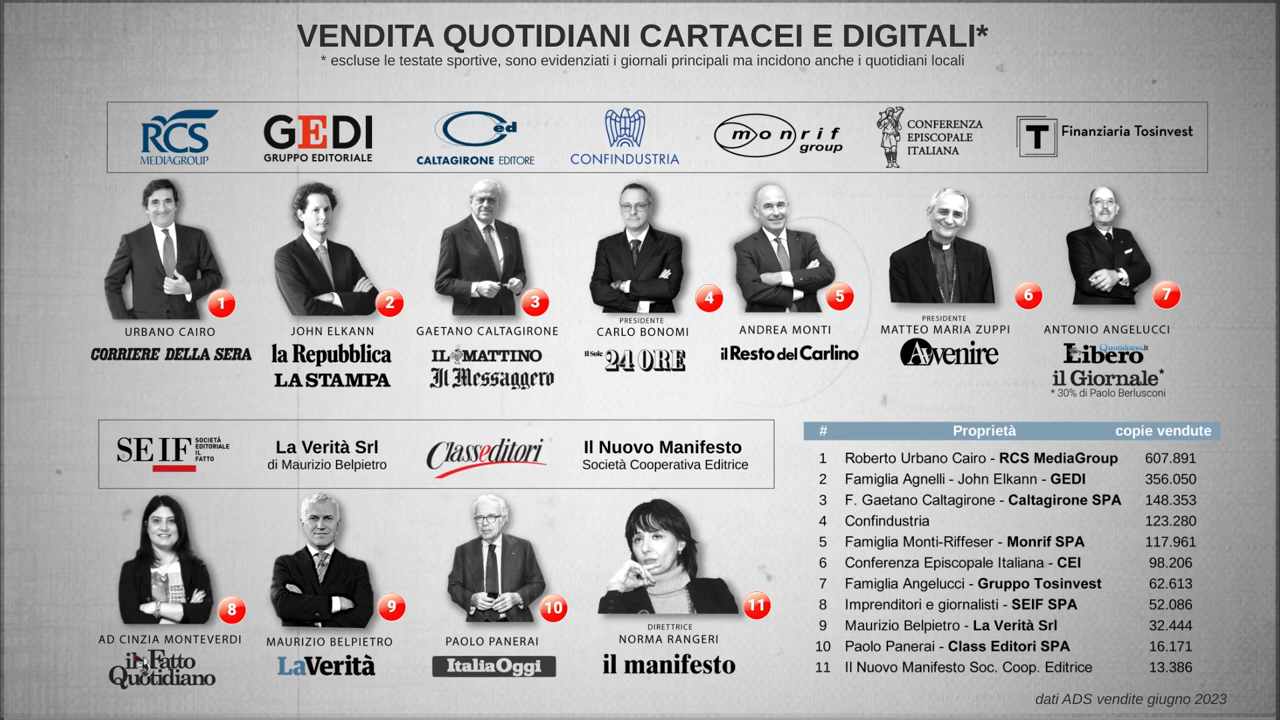 VENDITA QUOTIDIANI CARTACEI E DIGITALI*
* escluse le testate sportive, sono evidenziati i giornali principali ma incidono anche i quotidiani locali
RCS
MEDIAGROUP
GEDI
GRUPPO EDITORIALE
Ced
CALTAGIRONE EDITORE
CONFINDUSTRIA
monrif
group
CONFERENZA
EPISCOPALE
ITALIANA
T
Finanziaria Tosinvest
1
2
3
4
5
6
7
URBANO CAIRO
CORRIERE DELLA SERA
JOHN ELKANN
la Repubblica
LA STAMPA
GAETANO CALTAGIRONE
IL MATTINO
Il Messaggero
PRESIDENTE
CARLO BONOMI
Il Sole 24 ORE
ANDREA MONTI
il Resto del Carlino
PRESIDENTE
MATTEO MARIA ZUPPI
Avvenire
ANTONIO ANGELUCCI
Quotidiano.it
Libero
il Giornale*
* 30% di Paolo Berlusconi
SEIF
SOCIETÀ
EDITORIALE
IL
FATTO
La Verità Srl
di Maurizio Belpietro
Classeditori
Il Nuovo Manifesto
Società Cooperativa Editrice
8
9
10
11
AD CINZIA MONTEVERDI
il Fatto
Quotidiano
MAURIZIO BELPIETRO
LaVerità
PAOLO PANERAI
ItaliaOggi
DIRETTRICE
NORMA RANGERI
il manifesto
# Proprietà copie vendute
1 Roberto Urbano Cairo - RCS MediaGroup 607.891
2 Famiglia Agnelli - John Elkann - GEDI 356.050
3 F. Gaetano Caltagirone - Caltagirone SPA 148.353
4 Confindustria 123.280
5 Famiglia Monti-Riffeser - Monrif SPA 117.961
6 Conferenza Episcopale Italiana - CEI 98.206
7 Famiglia Angelucci - Gruppo Tosinvest 62.613
8 Imprenditori e giornalisti - SEIF SPA 52.086
9 Maurizio Belpietro - La Verità Srl 32.444
10 Paolo Panerai - Class Editori SPA 16.171
11 Il Nuovo Manifesto Soc. Coop. Editrice 13.386
dati ADS vendite giugno 2023